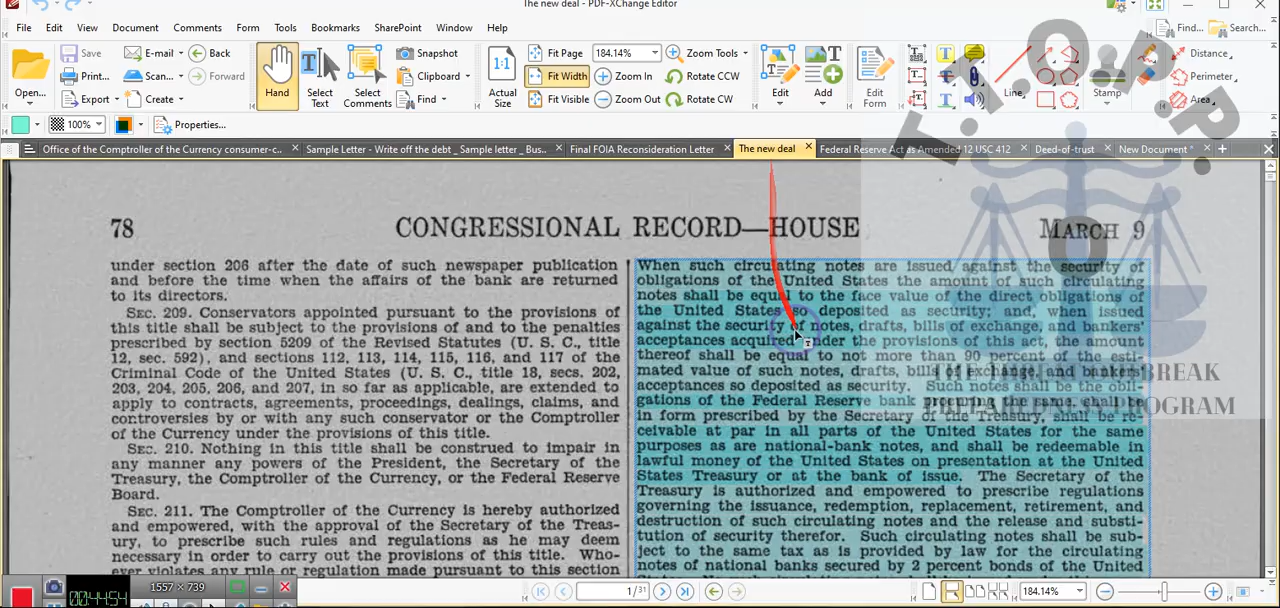 The new deal - PDF-XChange Editor
File Edit View Document Comments Form Tools Bookmarks SharePoint Window Help
Find... Search...
Open... Save Print... Export E-mail Scan... Create Back Forward
Hand Select Text Select Comments Snapshot Clipboard Find
1:1 Actual Size Fit Page Fit Width Fit Visible 184.14% Zoom In Zoom Out Zoom Tools Rotate CCW Rotate CW
Edit Add Edit Form Line Stamp Distance Perimeter Area
100% Properties...
Office of the Comptroller of the Currency consumer-c... Sample Letter - Write off the debt _ Sample letter _ Bus... Final FOIA Reconsideration Letter The new deal Federal Reserve Act as Amended 12 USC 412 Deed-of-trust New Document *
T.T.O.P.P.
78 CONGRESSIONAL RECORD—HOUSE MARCH 9
under section 206 after the date of such newspaper publication
and before the time when the affairs of the bank are returned
to its directors.
SEC. 209. Conservators appointed pursuant to the provisions of
this title shall be subject to the provisions of and to the penalties
prescribed by section 5209 of the Revised Statutes (U. S. C., title
12, sec. 592), and sections 112, 113, 114, 115, 116, and 117 of the
Criminal Code of the United States (U. S. C., title 18, secs. 202,
203, 204, 205, 206, and 207, in so far as applicable, are extended to
apply to contracts, agreements, proceedings, dealings, claims, and
controversies by or with any such conservator or the Comptroller
of the Currency under the provisions of this title.
SEC. 210. Nothing in this title shall be construed to impair in
any manner any powers of the President, the Secretary of the
Treasury, the Comptroller of the Currency, or the Federal Reserve
Board.
SEC. 211. The Comptroller of the Currency is hereby authorized
and empowered, with the approval of the Secretary of the Treas-
ury, to prescribe such rules and regulations as he may deem
necessary in order to carry out the provisions of this title. Who-
ever violates any rule or regulation made pursuant to this section
When such circulating notes are issued against the security of
obligations of the United States the amount of such circulating
notes shall be equal to the face value of the direct obligations of
the United States so deposited as security; and, when issued
against the security of notes, drafts, bills of exchange, and bankers'
acceptances acquired under the provisions of this act, the amount
thereof shall be equal to not more than 90 percent of the esti-
mated value of such notes, drafts, bills of exchange, and bankers'
acceptances so deposited as security. Such notes shall be the obli-
gations of the Federal Reserve bank procuring the same, shall be
in form prescribed by the Secretary of the Treasury, shall be re-
ceivable at par in all parts of the United States for the same
purposes as are national-bank notes, and shall be redeemable in
lawful money of the United States on presentation at the United
States Treasury or at the bank of issue. The Secretary of the
Treasury is authorized and empowered to prescribe regulations
governing the issuance, redemption, replacement, retirement, and
destruction of such circulating notes and the release and substi-
tution of security therefor. Such circulating notes shall be sub-
ject to the same tax as is provided by law for the circulating
notes of national banks secured by 2 percent bonds of the United
1557 x 739
00:44:54
1/31 184.14%